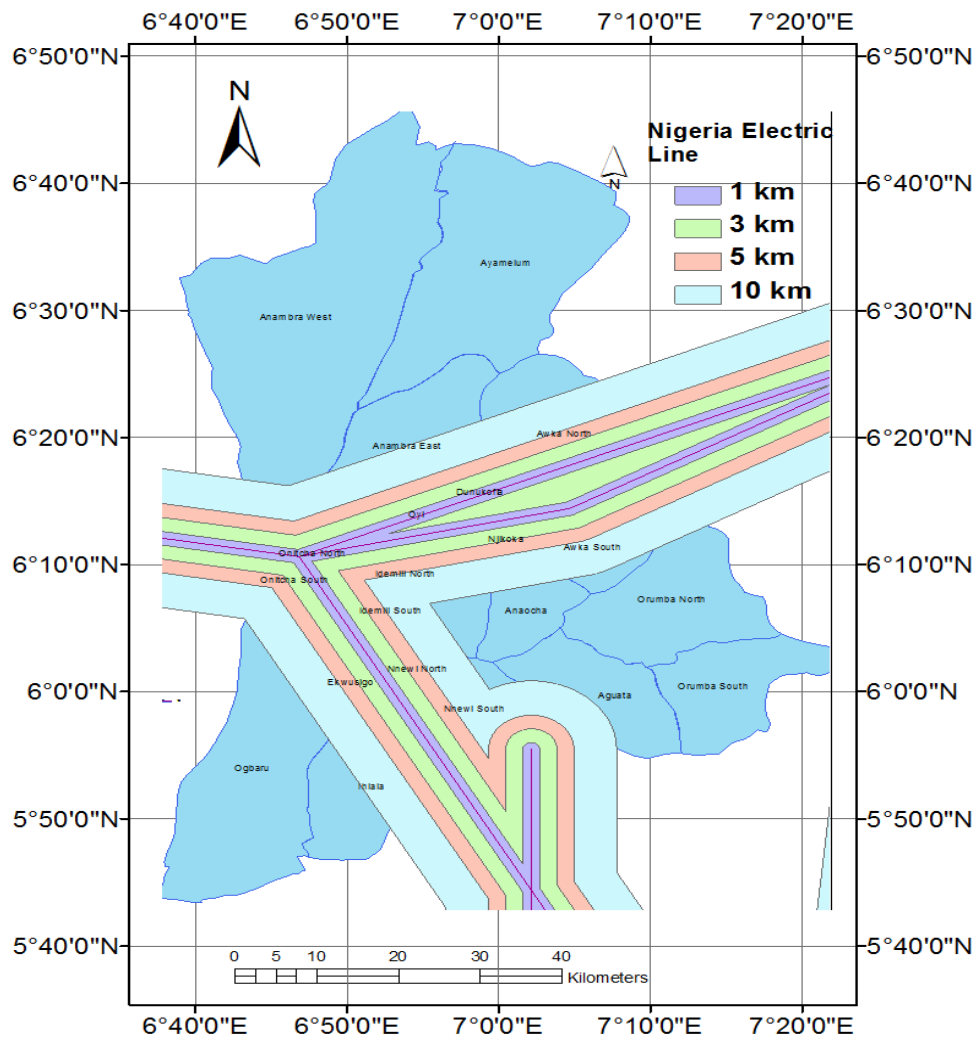 6°40'0"E 6°50'0"E 7°0'0"E 7°10'0"E 7°20'0"E
6°50'0"N 6°50'0"N
N
Nigeria Electric
Line
N
1 km
3 km
5 km
10 km
6°40'0"N 6°40'0"N
Ayamelum
6°30'0"N 6°30'0"N
Anambra West
6°20'0"N 6°20'0"N
Awka North
Anambra East
Dunukofia
Oyi
Njikoka
Awka South
Onitcha North
6°10'0"N 6°10'0"N
Onitcha South
Idemili North
Idemili South
Anaocha
Orumba North
Nnewi North
Ekwusigo
6°0'0"N 6°0'0"N
Aguata
Orumba South
Nnewi South
Ogbaru
Ihiala
5°50'0"N 5°50'0"N
5°40'0"N 5°40'0"N
0 5 10 20 30 40
Kilometers
6°40'0"E 6°50'0"E 7°0'0"E 7°10'0"E 7°20'0"E